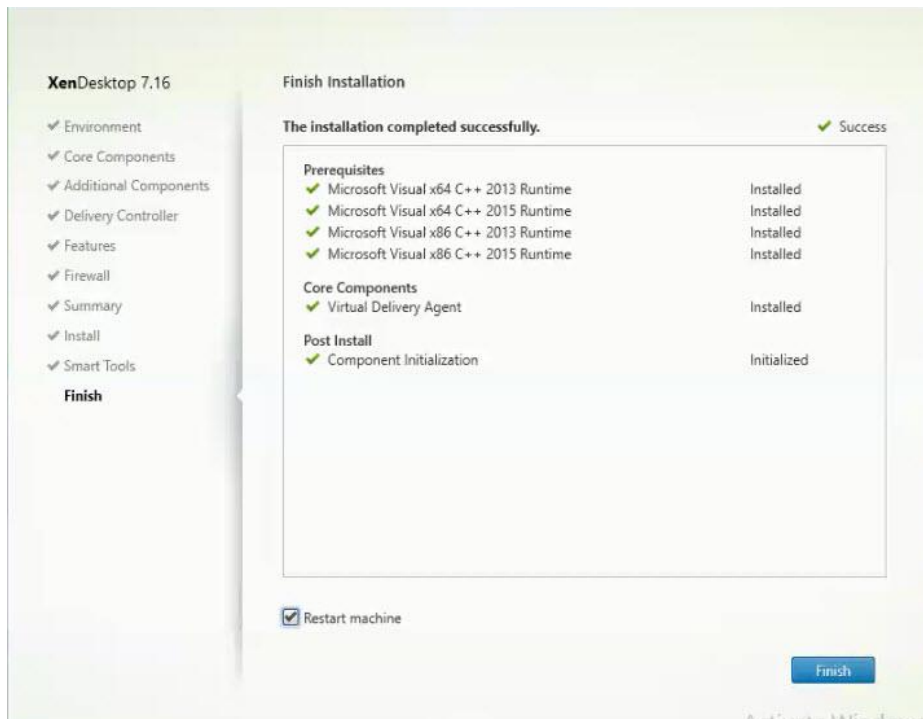 XenDesktop 7.16
Environment
Core Components
Additional Components
Delivery Controller
Features
Firewall
Summary
Install
Smart Tools
Finish
Finish Installation
The installation completed successfully. Success
Prerequisites
Microsoft Visual x64 C++ 2013 Runtime Installed
Microsoft Visual x64 C++ 2015 Runtime Installed
Microsoft Visual x86 C++ 2013 Runtime Installed
Microsoft Visual x86 C++ 2015 Runtime Installed
Core Components
Virtual Delivery Agent Installed
Post Install
Component Initialization Initialized
Restart machine
Finish